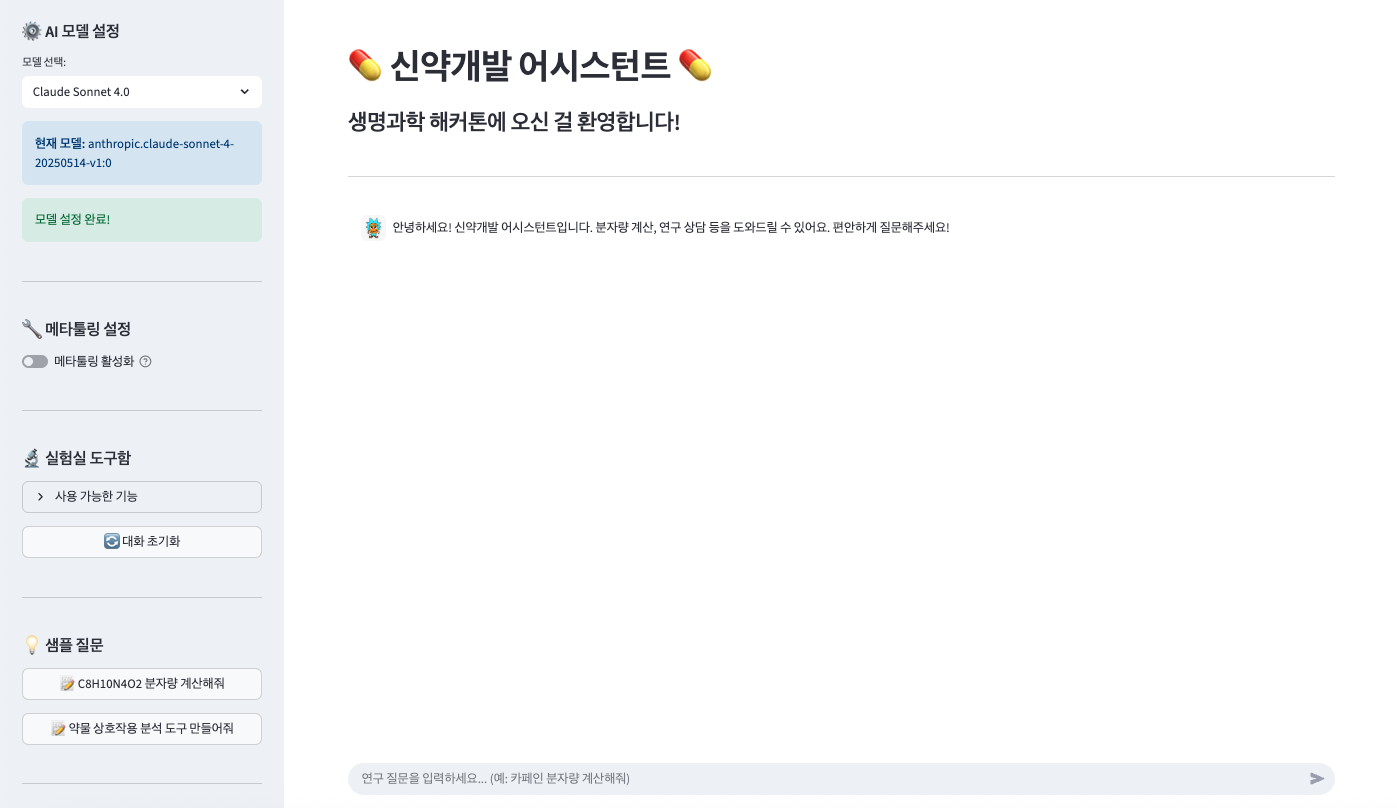 AI 모델 설정
모델 선택:
Claude Sonnet 4.0
현재 모델: anthropic.claude-sonnet-4-
20250514-v1:0
모델 설정 완료!
메타툴링 설정
메타툴링 활성화
실험실 도구함
사용 가능한 기능
대화 초기화
샘플 질문
C8H10N4O2 분자량 계산해줘
약물 상호작용 분석 도구 만들어줘
신약개발 어시스턴트
생명과학 해커톤에 오신 걸 환영합니다!
안녕하세요! 신약개발 어시스턴트입니다. 분자량 계산, 연구 상담 등을 도와드릴 수 있어요. 편안하게 질문해주세요!
연구 질문을 입력하세요... (예: 카페인 분자량 계산해줘)